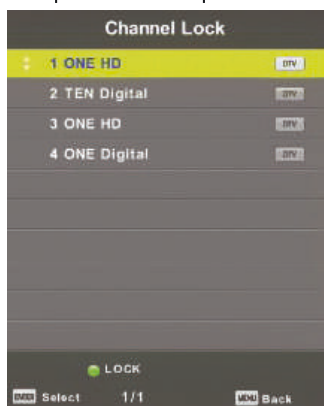 Channel Lock
1 ONE HD DTV
2 TEN Digital DTV
3 ONE HD DTV
4 ONE Digital DTV
LOCK
ENTER Select 1/1 MENU Back